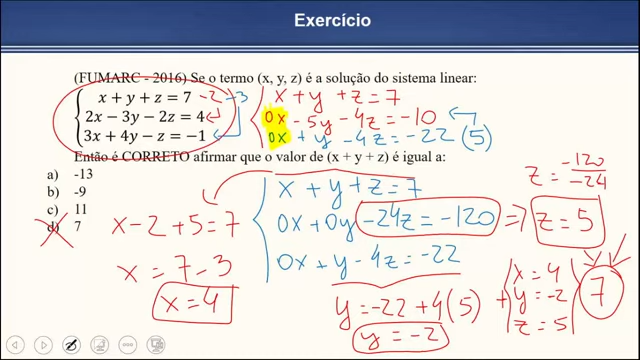 Exercício
(FUMARC - 2016) Se o termo (x, y, z) é a solução do sistema linear:
x + y + z = 7 -2 -3
2x − 3y − 2z = 4
3x + 4y − z = −1
x + y + z = 7
0x - 5y - 4z = -10
0x + y - 4z = -22 (5)
Então é CORRETO afirmar que o valor de (x + y + z) é igual a:
a) -13
b) -9
c) 11
d) 7
x + y + z = 7
0x + 0y -24z = -120 ⇒ z = 5
0x + y - 4z = -22
z = -120/-24
x - 2 + 5 = 7
x = 7 - 3
x = 4
y = -22 + 4(5)
y = -2
x = 4
+ y = -2
z = 5
7